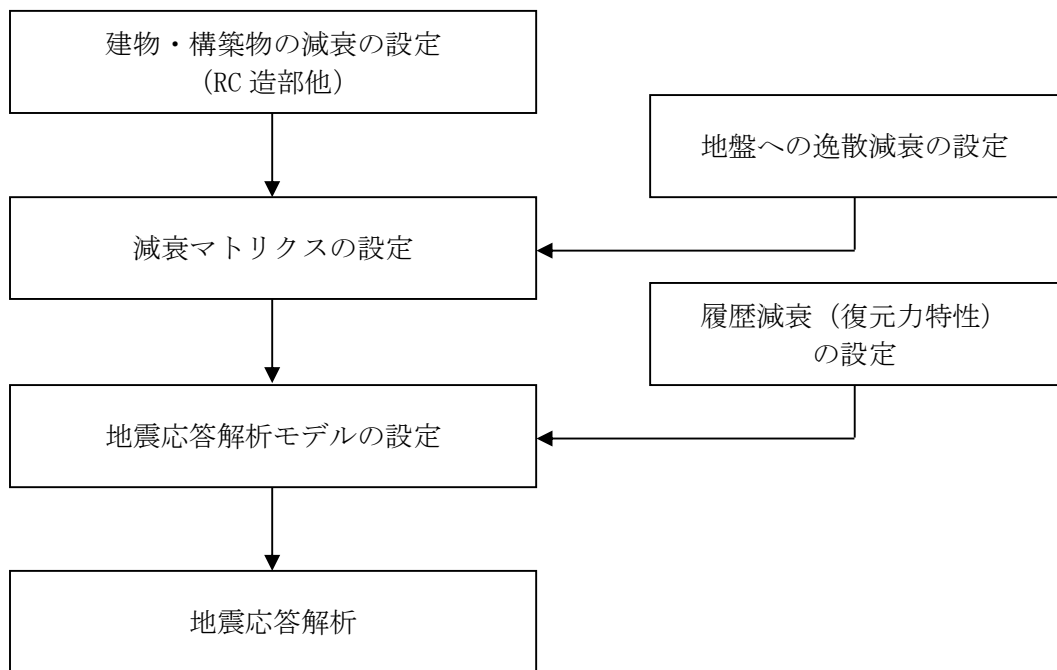 建物・構築物の減衰の設定
（RC 造部他）
地盤への逸散減衰の設定
減衰マトリクスの設定
履歴減衰（復元力特性）
の設定
地震応答解析モデルの設定
地震応答解析